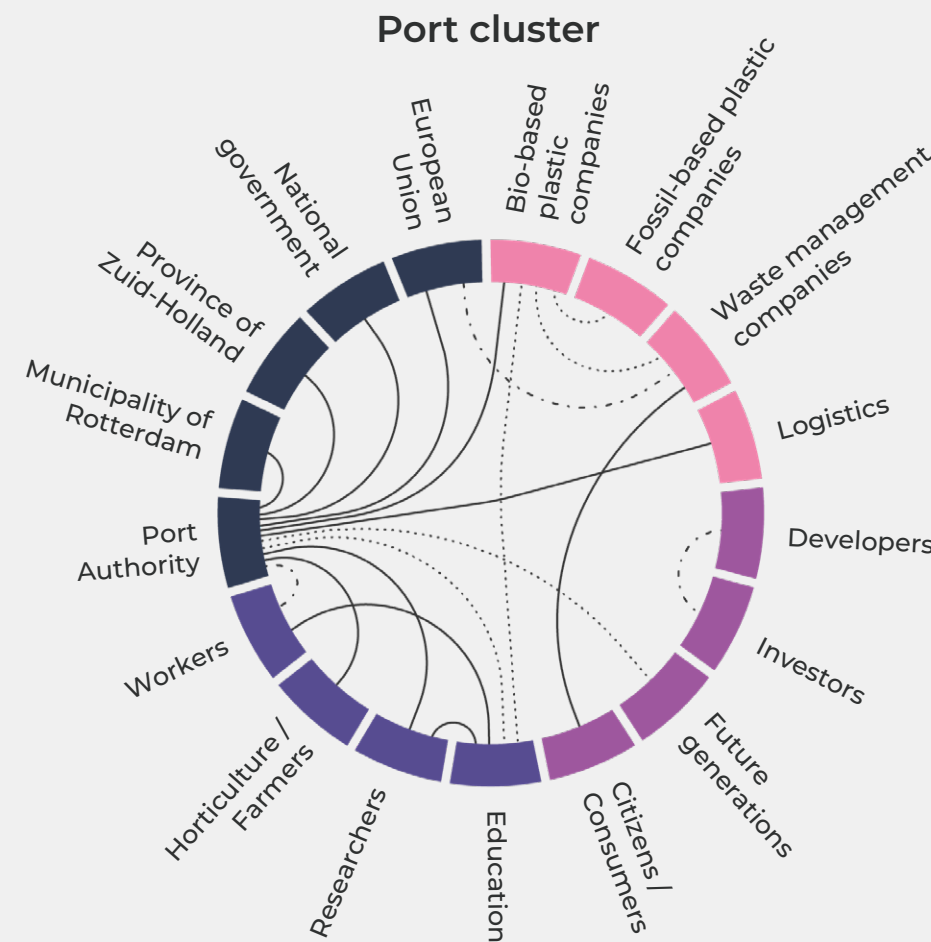 Port cluster
European
Union
Bio-based
plastic
companies
Fossil-based plastic
companies
Waste management
companies
Logistics
Developers
Investors
Future
generations
Citizens /
Consumers
Education
Researchers
Horticulture /
Farmers
Workers
Port
Authority
Municipality of
Rotterdam
Province of
Zuid-Holland
National
government